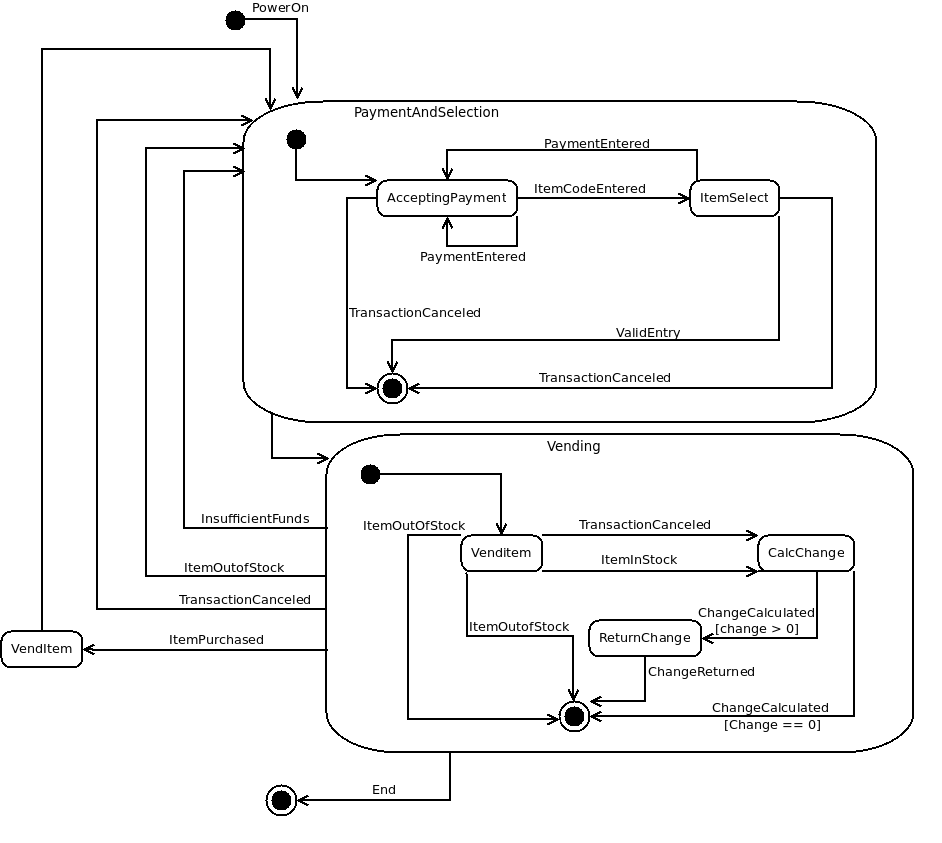 PowerOn
PaymentAndSelection
PaymentEntered
ItemCodeEntered
AcceptingPayment
ItemSelect
PaymentEntered
TransactionCanceled
ValidEntry
TransactionCanceled
Vending
InsufficientFunds
ItemOutOfStock
TransactionCanceled
Venditem
CalcChange
ItemInStock
ItemOutofStock
TransactionCanceled
ItemOutofStock
ChangeCalculated
[change > 0]
ReturnChange
ItemPurchased
VendItem
ChangeReturned
ChangeCalculated
[Change == 0]
End